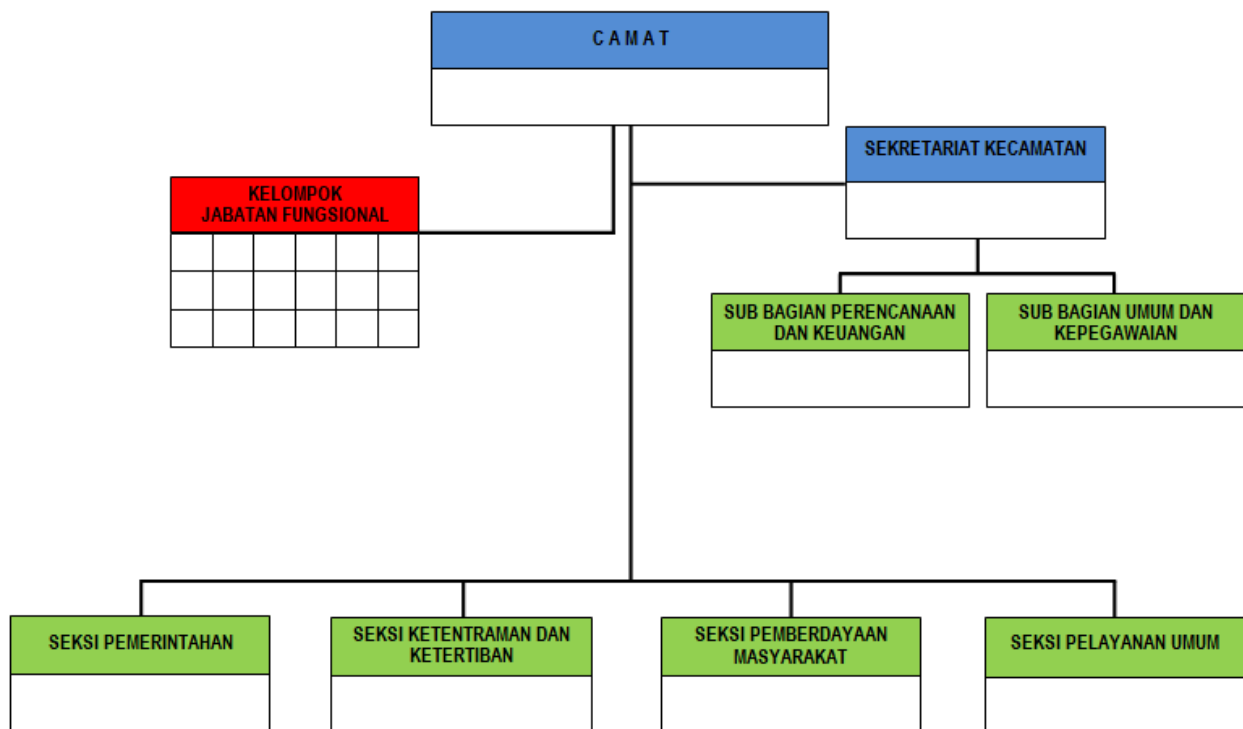 C A M A T
SEKRETARIAT KECAMATAN
KELOMPOK
JABATAN FUNGSIONAL
SUB BAGIAN PERENCANAAN
DAN KEUANGAN
SUB BAGIAN UMUM DAN
KEPEGAWAIAN
SEKSI PEMERINTAHAN
SEKSI KETENTRAMAN DAN
KETERTIBAN
SEKSI PEMBERDAYAAN
MASYARAKAT
SEKSI PELAYANAN UMUM